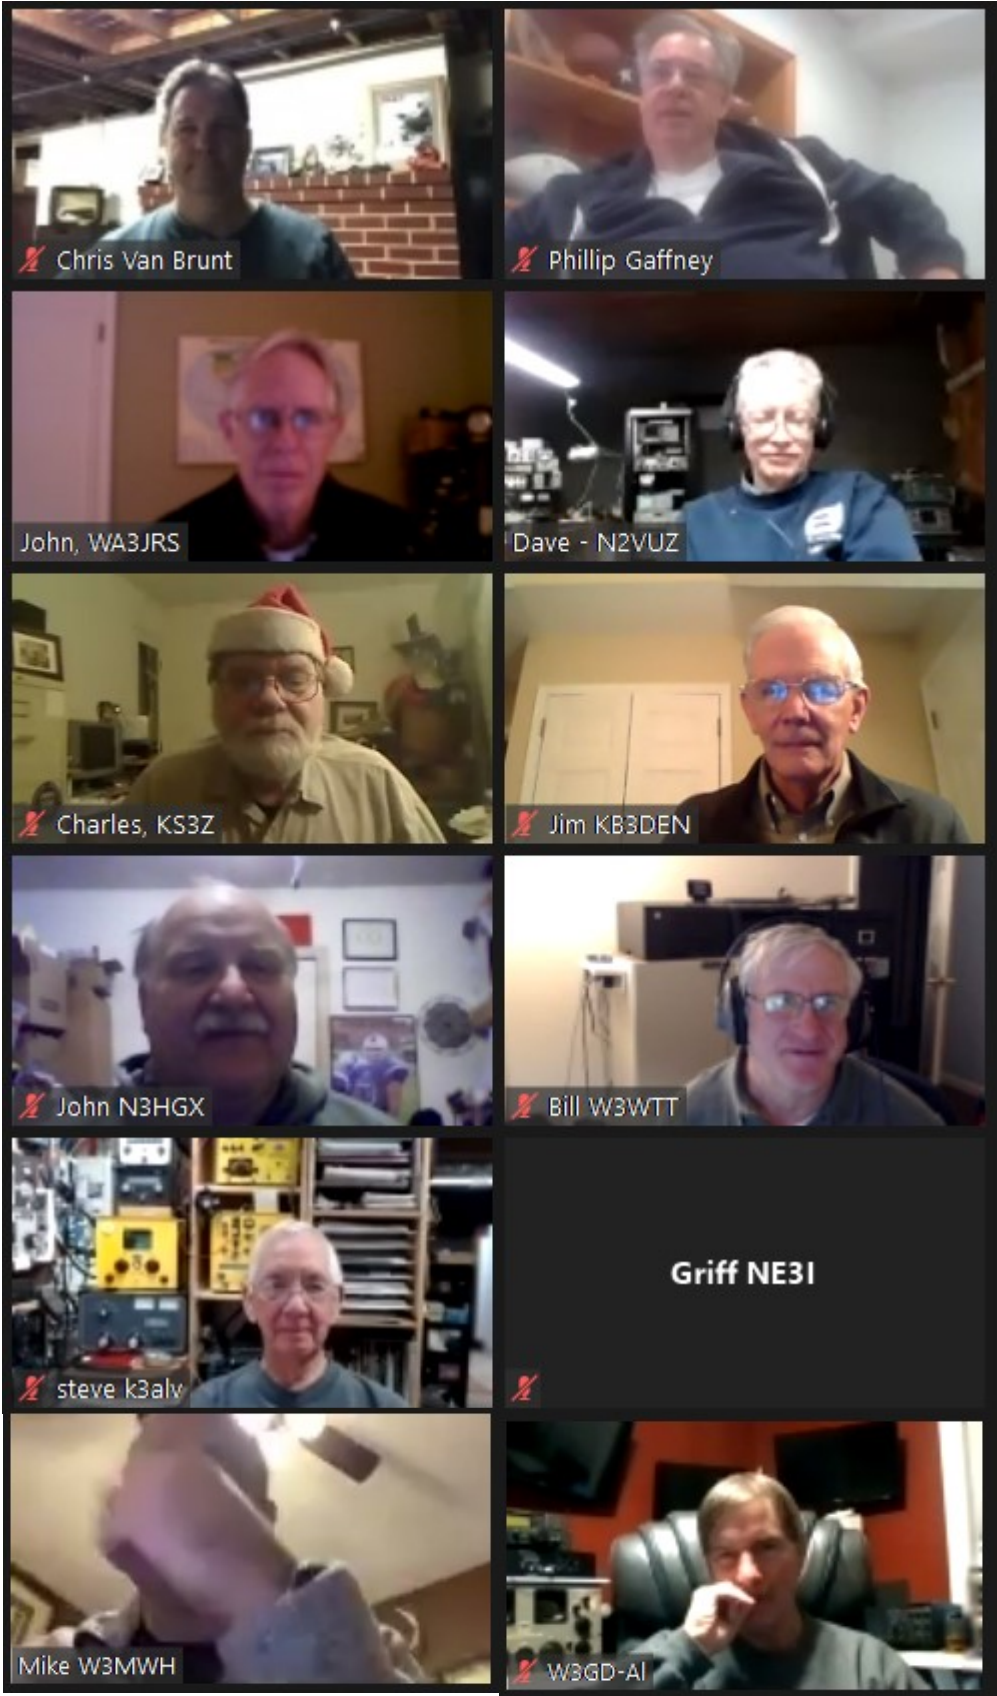 Chris Van Brunt
Phillip Gaffney
John, WA3JRS
Dave - N2VUZ
Charles, KS3Z
Jim KB3DEN
John N3HGX
Bill W3WTT
steve k3alv
Griff NE3I
Mike W3MWH
W3GD-Al